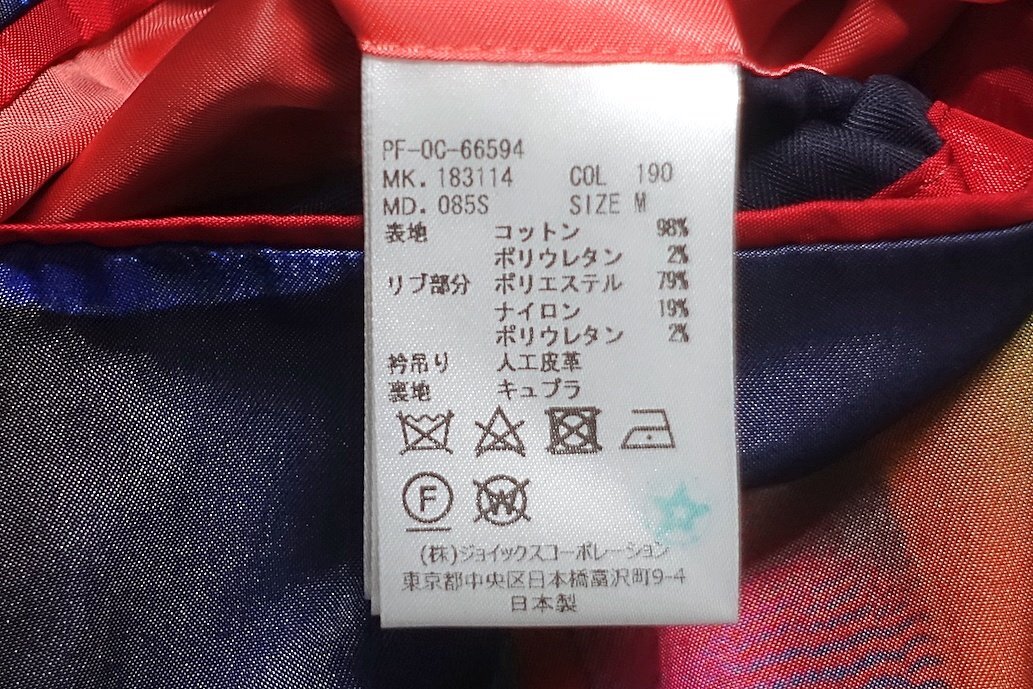 PF-OC-66594
MK. 183114 COL 190
MD. 085S SIZE M
表地 コットン 98%
ポリウレタン 2%
リブ部分 ポリエステル 79%
ナイロン 19%
ポリウレタン 2%
衿吊り 人工皮革
裏地 キュプラ
F W
(株)ジョイックスコーポレーション
東京都中央区日本橋富沢町9-4
日本製